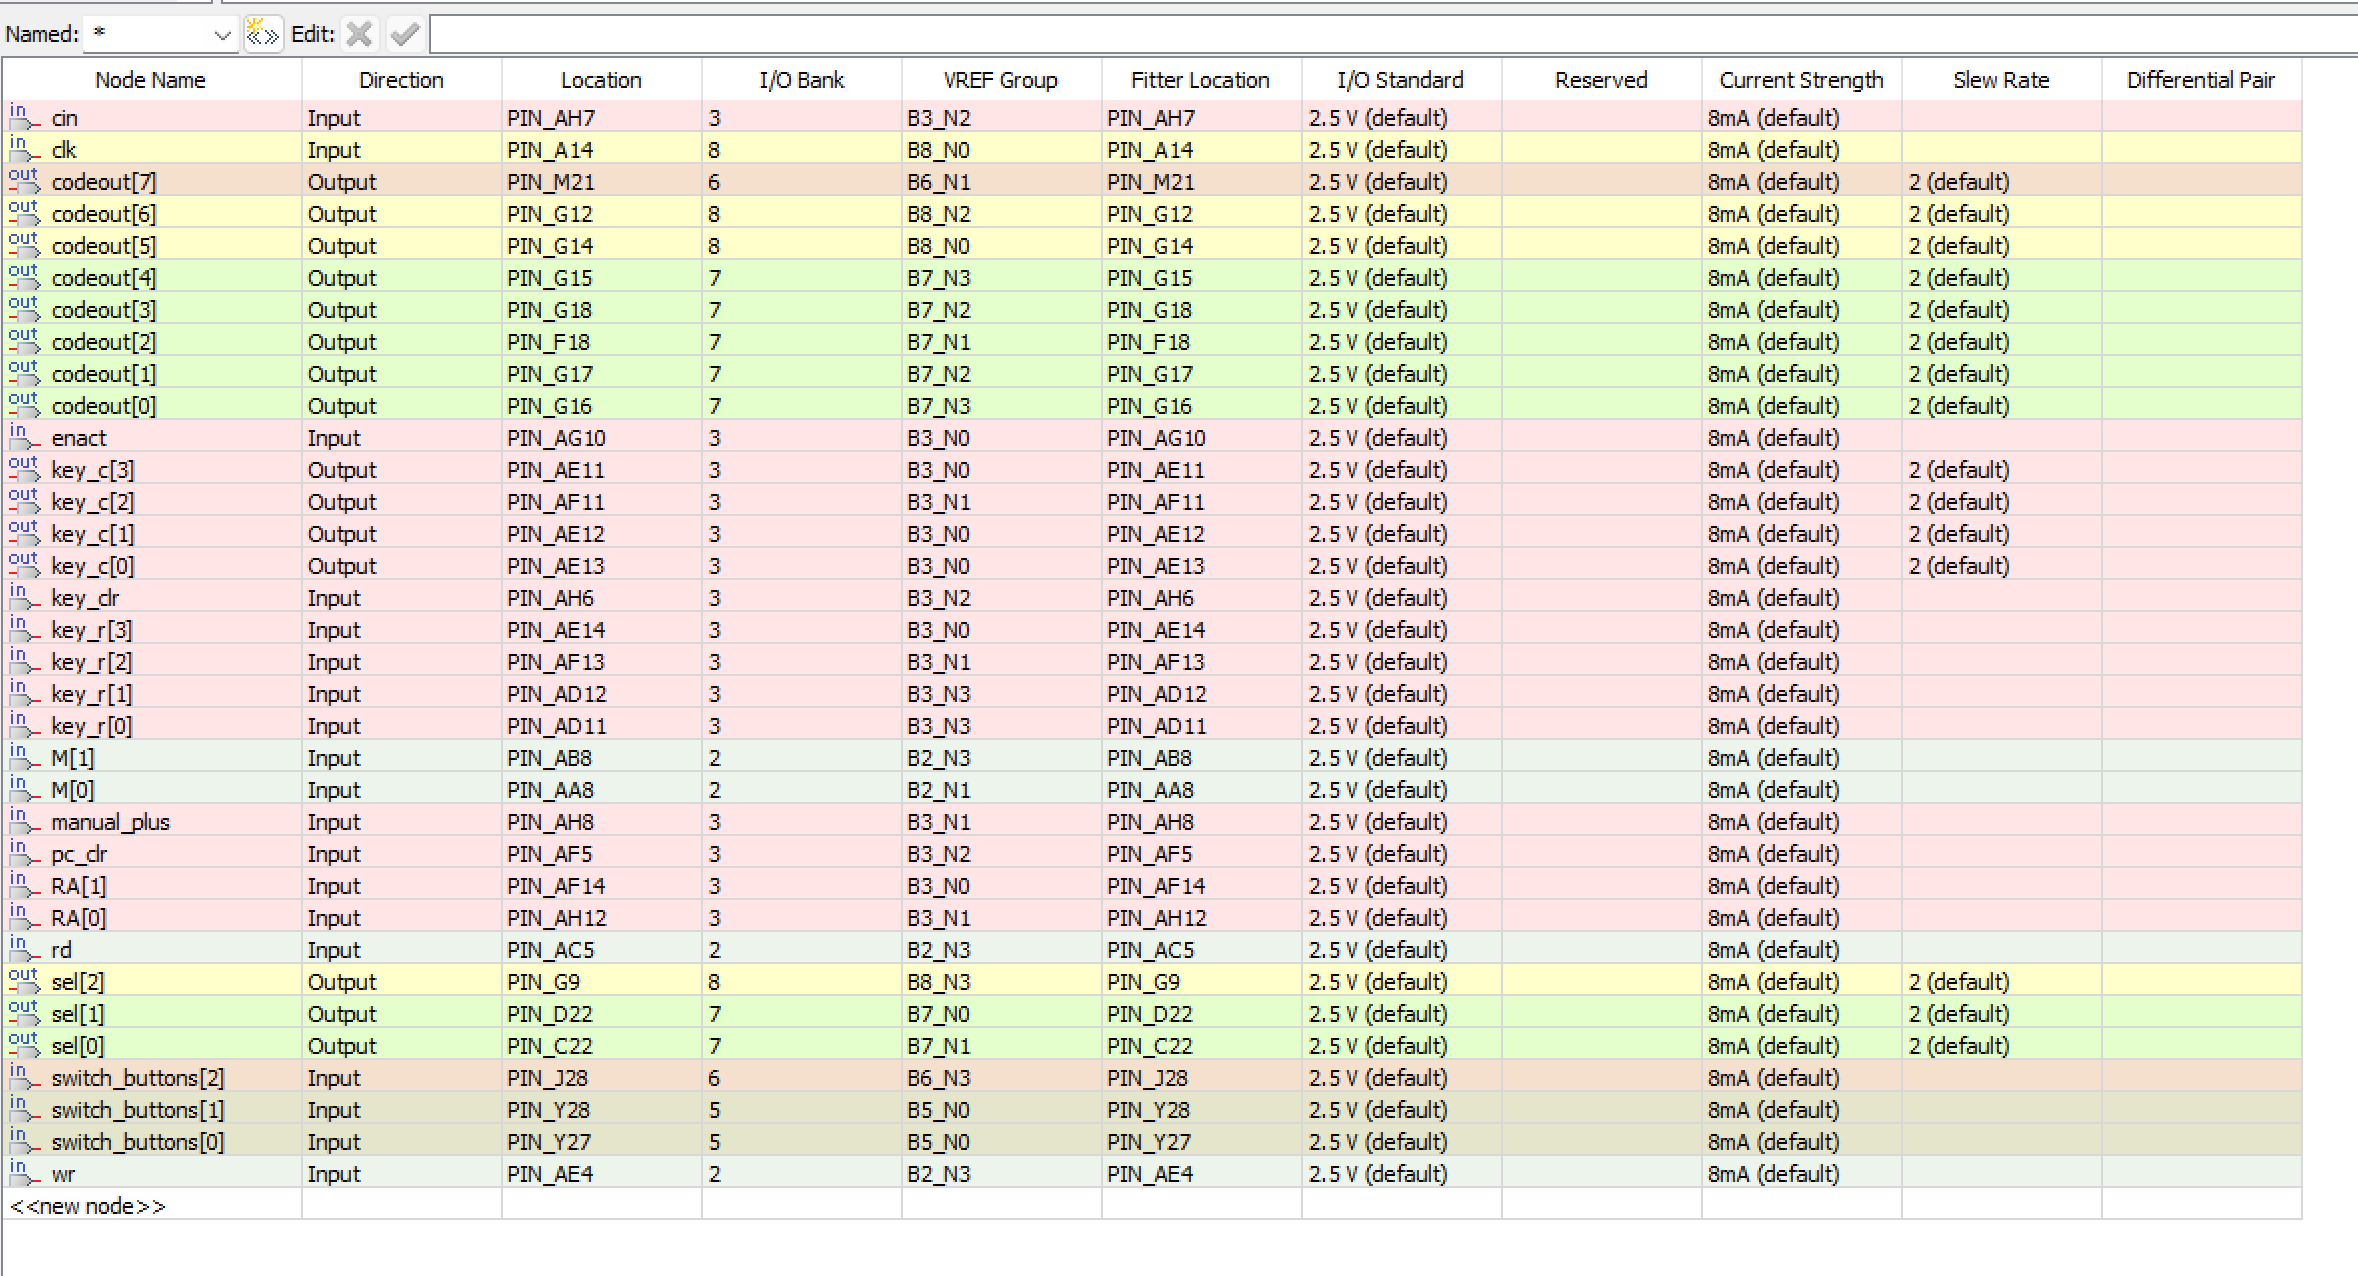 Named: * Edit:
Node Name Direction Location I/O Bank VREF Group Fitter Location I/O Standard Reserved Current Strength Slew Rate Differential Pair
in cin Input PIN_AH7 3 B3_N2 PIN_AH7 2.5 V (default) 8mA (default)
in clk Input PIN_A14 8 B8_N0 PIN_A14 2.5 V (default) 8mA (default)
out codeout[7] Output PIN_M21 6 B6_N1 PIN_M21 2.5 V (default) 8mA (default) 2 (default)
out codeout[6] Output PIN_G12 8 B8_N2 PIN_G12 2.5 V (default) 8mA (default) 2 (default)
out codeout[5] Output PIN_G14 8 B8_N0 PIN_G14 2.5 V (default) 8mA (default) 2 (default)
out codeout[4] Output PIN_G15 7 B7_N3 PIN_G15 2.5 V (default) 8mA (default) 2 (default)
out codeout[3] Output PIN_G18 7 B7_N2 PIN_G18 2.5 V (default) 8mA (default) 2 (default)
out codeout[2] Output PIN_F18 7 B7_N1 PIN_F18 2.5 V (default) 8mA (default) 2 (default)
out codeout[1] Output PIN_G17 7 B7_N2 PIN_G17 2.5 V (default) 8mA (default) 2 (default)
out codeout[0] Output PIN_G16 7 B7_N3 PIN_G16 2.5 V (default) 8mA (default) 2 (default)
in enact Input PIN_AG10 3 B3_N0 PIN_AG10 2.5 V (default) 8mA (default)
out key_c[3] Output PIN_AE11 3 B3_N0 PIN_AE11 2.5 V (default) 8mA (default) 2 (default)
out key_c[2] Output PIN_AF11 3 B3_N1 PIN_AF11 2.5 V (default) 8mA (default) 2 (default)
out key_c[1] Output PIN_AE12 3 B3_N0 PIN_AE12 2.5 V (default) 8mA (default) 2 (default)
out key_c[0] Output PIN_AE13 3 B3_N0 PIN_AE13 2.5 V (default) 8mA (default) 2 (default)
in key_clr Input PIN_AH6 3 B3_N2 PIN_AH6 2.5 V (default) 8mA (default)
in key_r[3] Input PIN_AE14 3 B3_N0 PIN_AE14 2.5 V (default) 8mA (default)
in key_r[2] Input PIN_AF13 3 B3_N1 PIN_AF13 2.5 V (default) 8mA (default)
in key_r[1] Input PIN_AD12 3 B3_N3 PIN_AD12 2.5 V (default) 8mA (default)
in key_r[0] Input PIN_AD11 3 B3_N3 PIN_AD11 2.5 V (default) 8mA (default)
in M[1] Input PIN_AB8 2 B2_N3 PIN_AB8 2.5 V (default) 8mA (default)
in M[0] Input PIN_AA8 2 B2_N1 PIN_AA8 2.5 V (default) 8mA (default)
in manual_plus Input PIN_AH8 3 B3_N1 PIN_AH8 2.5 V (default) 8mA (default)
in pc_clr Input PIN_AF5 3 B3_N2 PIN_AF5 2.5 V (default) 8mA (default)
in RA[1] Input PIN_AF14 3 B3_N0 PIN_AF14 2.5 V (default) 8mA (default)
in RA[0] Input PIN_AH12 3 B3_N1 PIN_AH12 2.5 V (default) 8mA (default)
in rd Input PIN_AC5 2 B2_N3 PIN_AC5 2.5 V (default) 8mA (default)
out sel[2] Output PIN_G9 8 B8_N3 PIN_G9 2.5 V (default) 8mA (default) 2 (default)
out sel[1] Output PIN_D22 7 B7_N0 PIN_D22 2.5 V (default) 8mA (default) 2 (default)
out sel[0] Output PIN_C22 7 B7_N1 PIN_C22 2.5 V (default) 8mA (default) 2 (default)
in switch_buttons[2] Input PIN_J28 6 B6_N3 PIN_J28 2.5 V (default) 8mA (default)
in switch_buttons[1] Input PIN_Y28 5 B5_N0 PIN_Y28 2.5 V (default) 8mA (default)
in switch_buttons[0] Input PIN_Y27 5 B5_N0 PIN_Y27 2.5 V (default) 8mA (default)
in wr Input PIN_AE4 2 B2_N3 PIN_AE4 2.5 V (default) 8mA (default)
<<new node>>